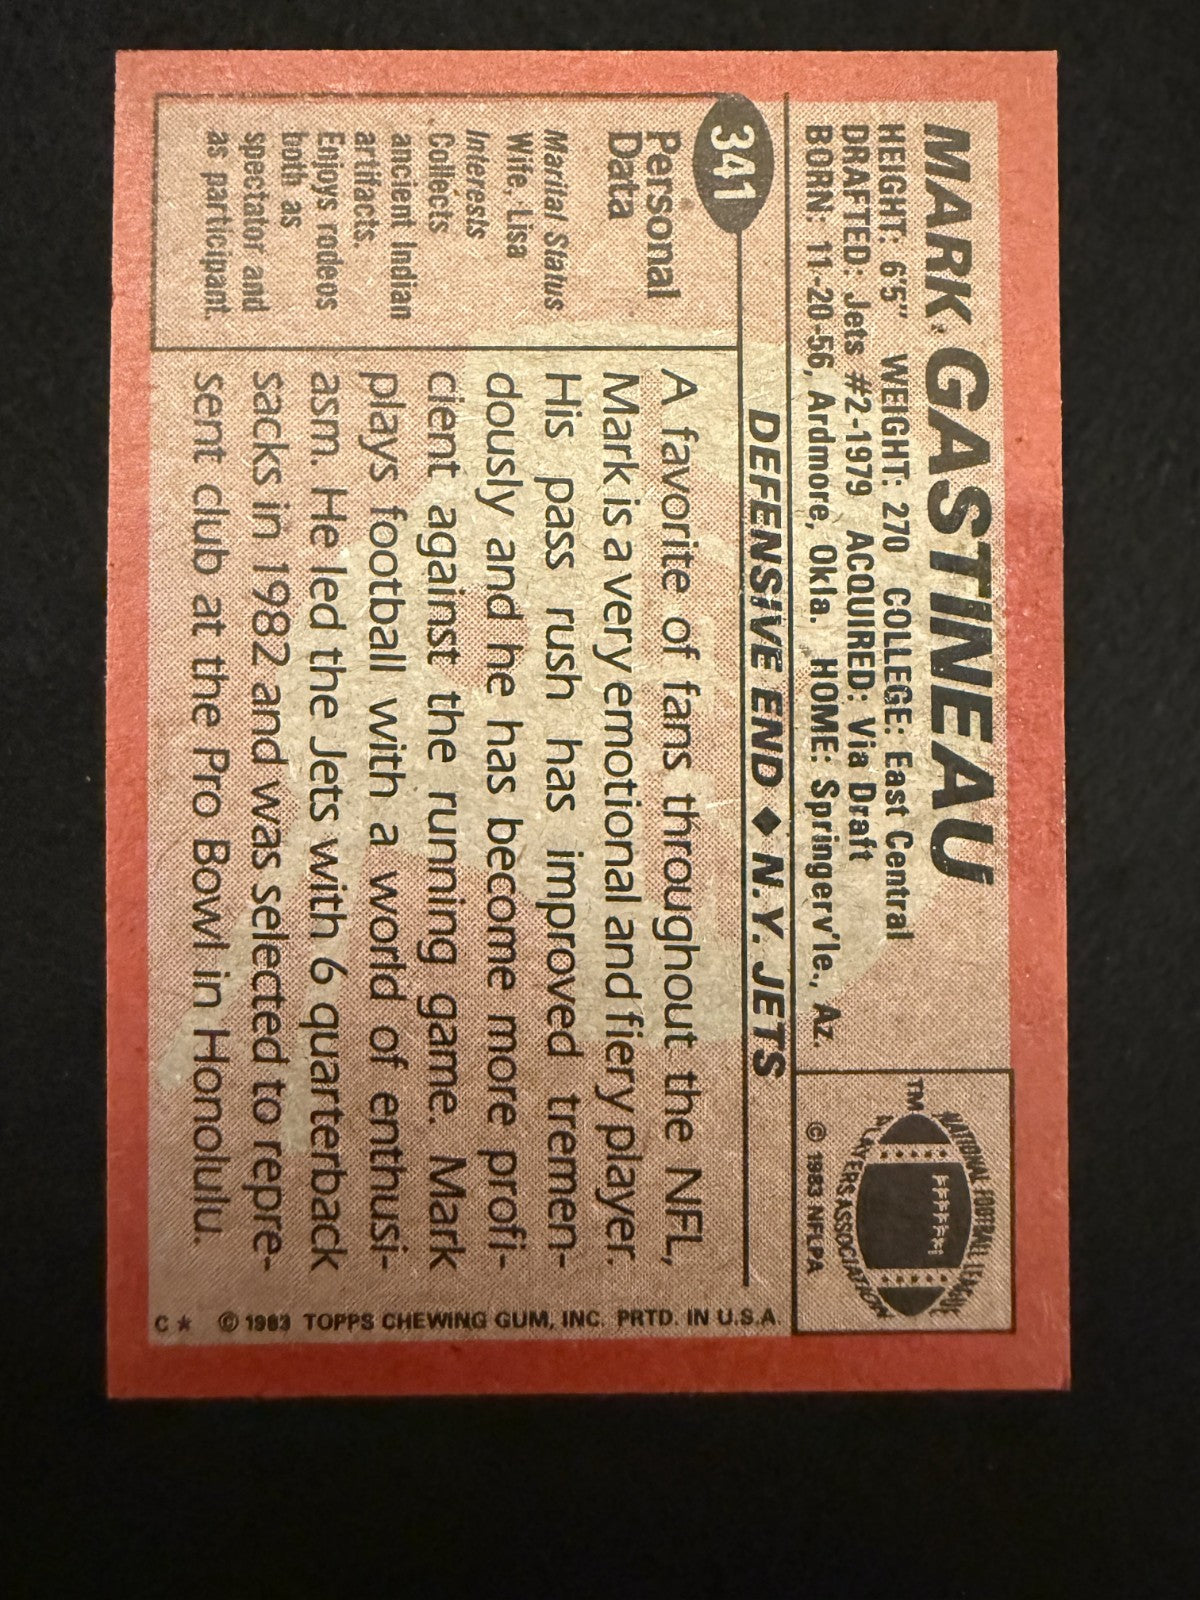 MARK GASTINEAU
HEIGHT: 6'5" WEIGHT: 270 COLLEGE: East Central
DRAFTED: Jets #2-1979 ACQUIRED: Via Draft
BORN: 11-20-56, Ardmore, Okla. HOME: Springerv'le., Az.
NATIONAL FOOTBALL LEAGUE
PLAYERS ASSOCIATION
TM
© 1983 NFLPA
341
DEFENSIVE END ◆ N.Y. JETS
Personal
Data
Marital Status
Wife, Lisa
Interests
Collects
ancient Indian
artifacts.
Enjoys rodeos
both as
spectator and
as participant.
A favorite of fans throughout the NFL,
Mark is a very emotional and fiery player.
His pass rush has improved tremen-
dously and he has become more profi-
cient against the running game. Mark
plays football with a world of enthusi-
asm. He led the Jets with 6 quarterback
sacks in 1982 and was selected to repre-
sent club at the Pro Bowl in Honolulu.
C★ © 1983 TOPPS CHEWING GUM, INC. PRTD. IN U.S.A.